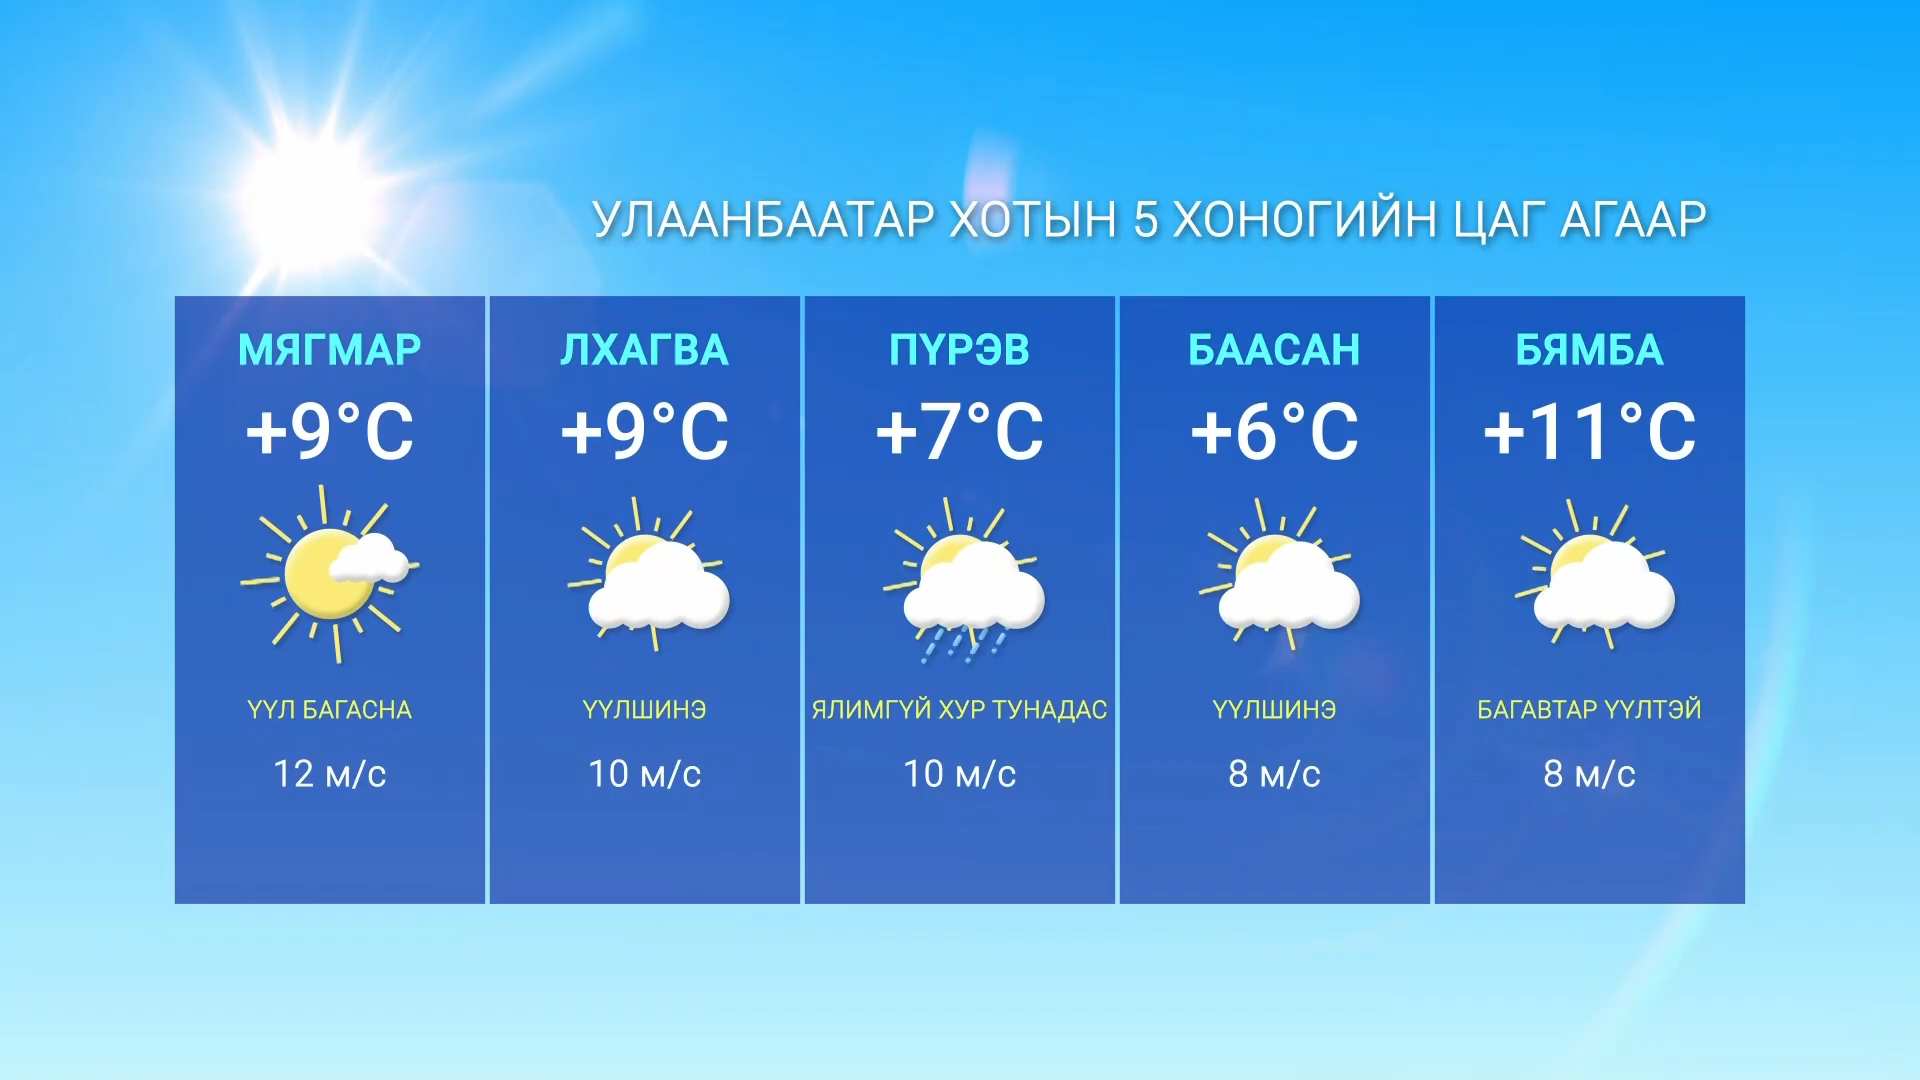 УЛААНБААТАР ХОТЫН 5 ХОНОГИЙН ЦАГ АГААР
МЯГМАР
+9°C
ҮҮЛ БАГАСНА
12 м/с
ЛХАГВА
+9°C
ҮҮЛШИНЭ
10 м/с
ПҮРЭВ
+7°C
ЯЛИМГҮЙ ХУР ТУНАДАС
10 м/с
БААСАН
+6°C
ҮҮЛШИНЭ
8 м/с
БЯМБА
+11°C
БАГАВТАР ҮҮЛТЭЙ
8 м/с